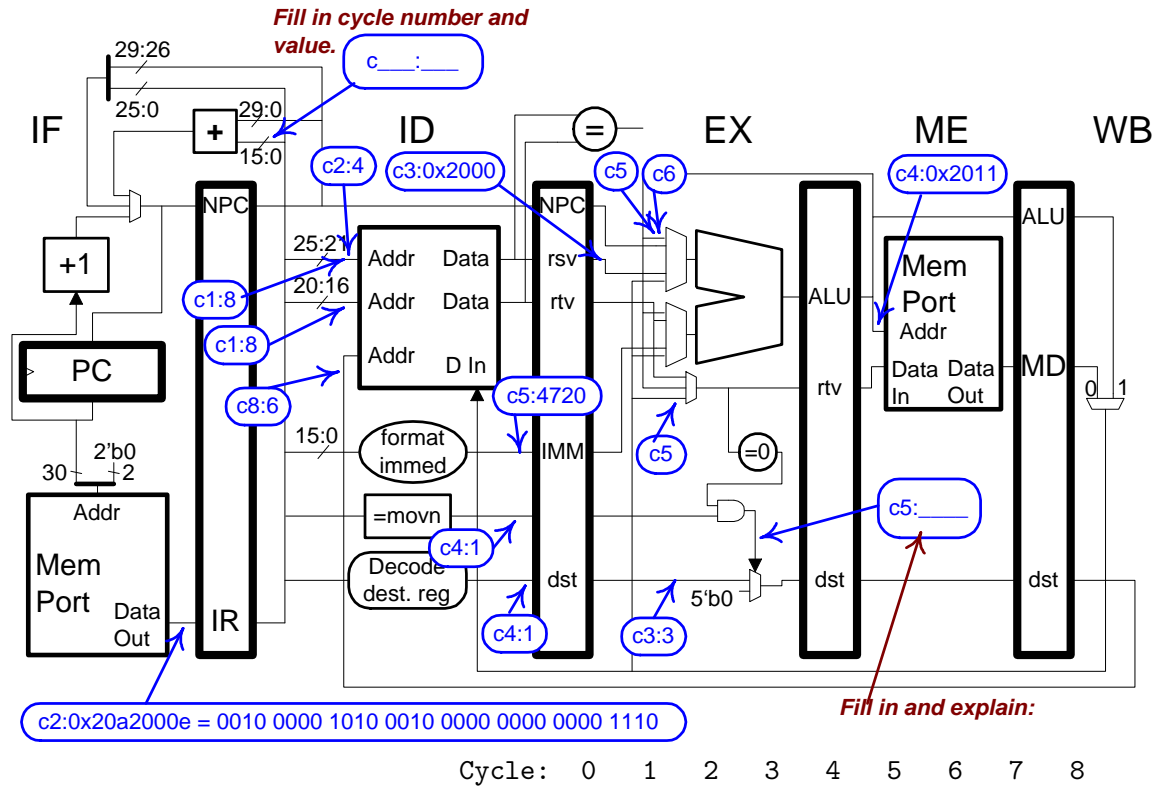 Fill in cycle number and
value.
c___:___
29:26
25:0
IF
ID
EX
ME
WB
+
29:0
15:0
=
c2:4
c3:0x2000
c5
c6
c4:0x2011
NPC
NPC
ALU
+1
25:21
20:16
Addr
Data
Addr
Data
Addr
D In
rsv
rtv
c1:8
c1:8
c8:6
ALU
Mem
Port
Addr
Data
In
Data
Out
PC
rtv
MD
0
1
c5:4720
15:0
format
immed
IMM
c5
=0
30
2'b0
2
Addr
Mem
Port
Data
Out
=movn
c4:1
Decode
dest. reg
c4:1
dst
c3:3
5'b0
c5:____
dst
dst
IR
c2:0x20a2000e = 0010 0000 1010 0010 0000 0000 0000 1110
Fill in and explain:
Cycle: 0 1 2 3 4 5 6 7 8